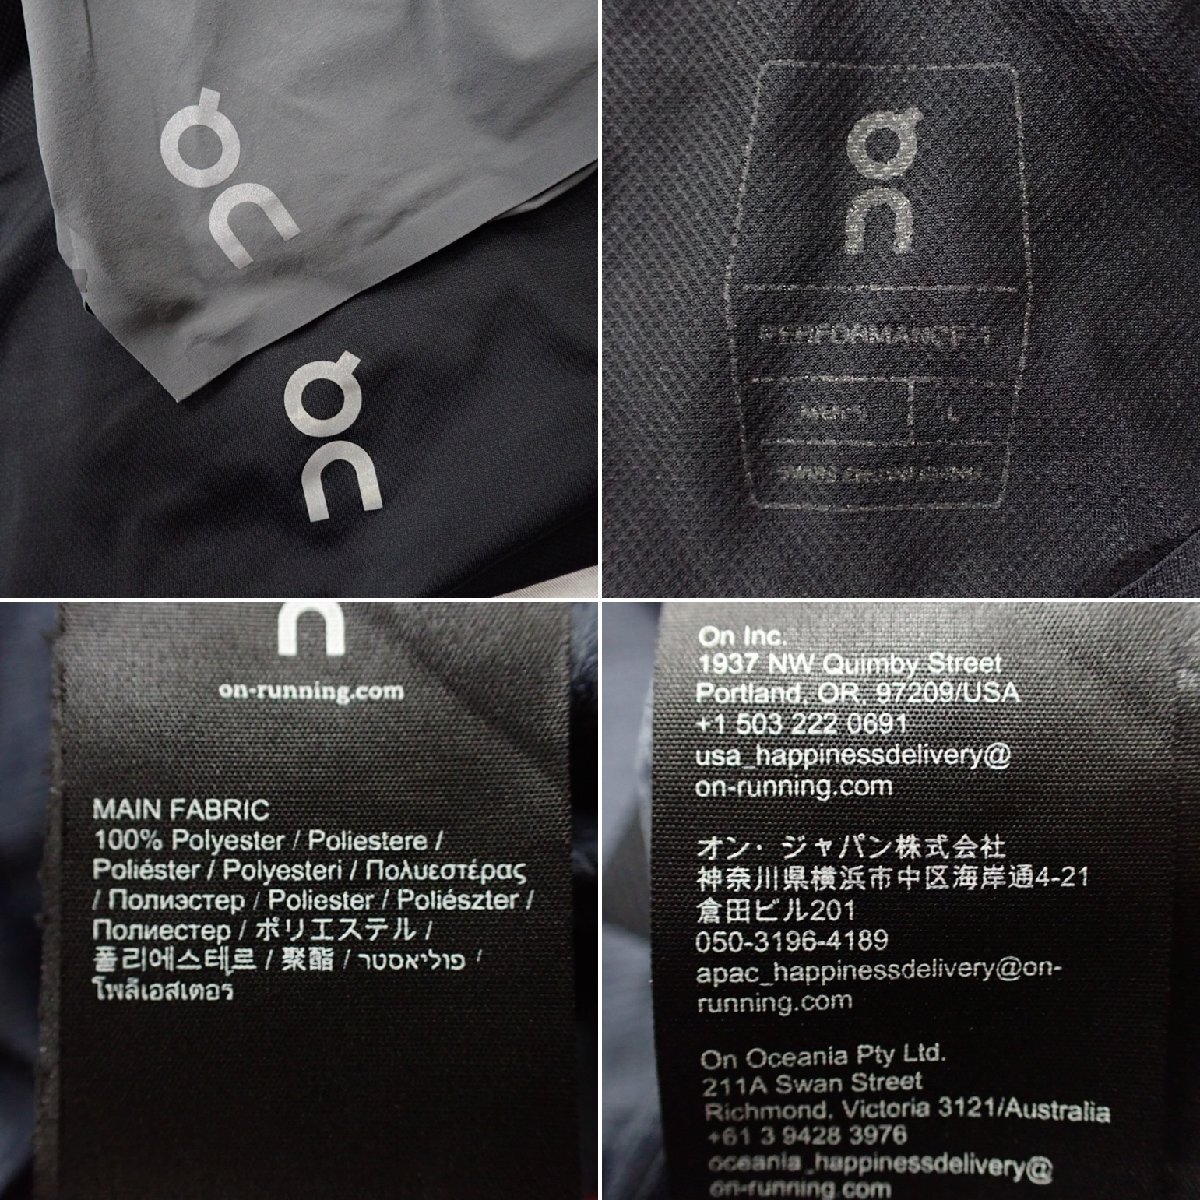 On
On
On
PERFORMANCE-T
Men's L
on-running.com
MAIN FABRIC
100% Polyester / Poliestere /
Poliéster / Polyesteri / Πολυεστέρας
/ Полиэстер / Poliester / Poliészter /
Полиестер / ポリエステル /
폴리에스테르 / 聚酯 / פוליאסטר /
โพลีเอสเตอร์
On Inc.
1937 NW Quimby Street
Portland, OR, 97209/USA
+1 503 222 0691
usa_happinessdelivery@
on-running.com
オン・ジャパン株式会社
神奈川県横浜市中区海岸通4-21
倉田ビル201
050-3196-4189
apac_happinessdelivery@on-
running.com
On Oceania Pty Ltd.
211A Swan Street
Richmond, Victoria 3121/Australia
+61 3 9428 3976
oceania_happinessdelivery@
on-running.com